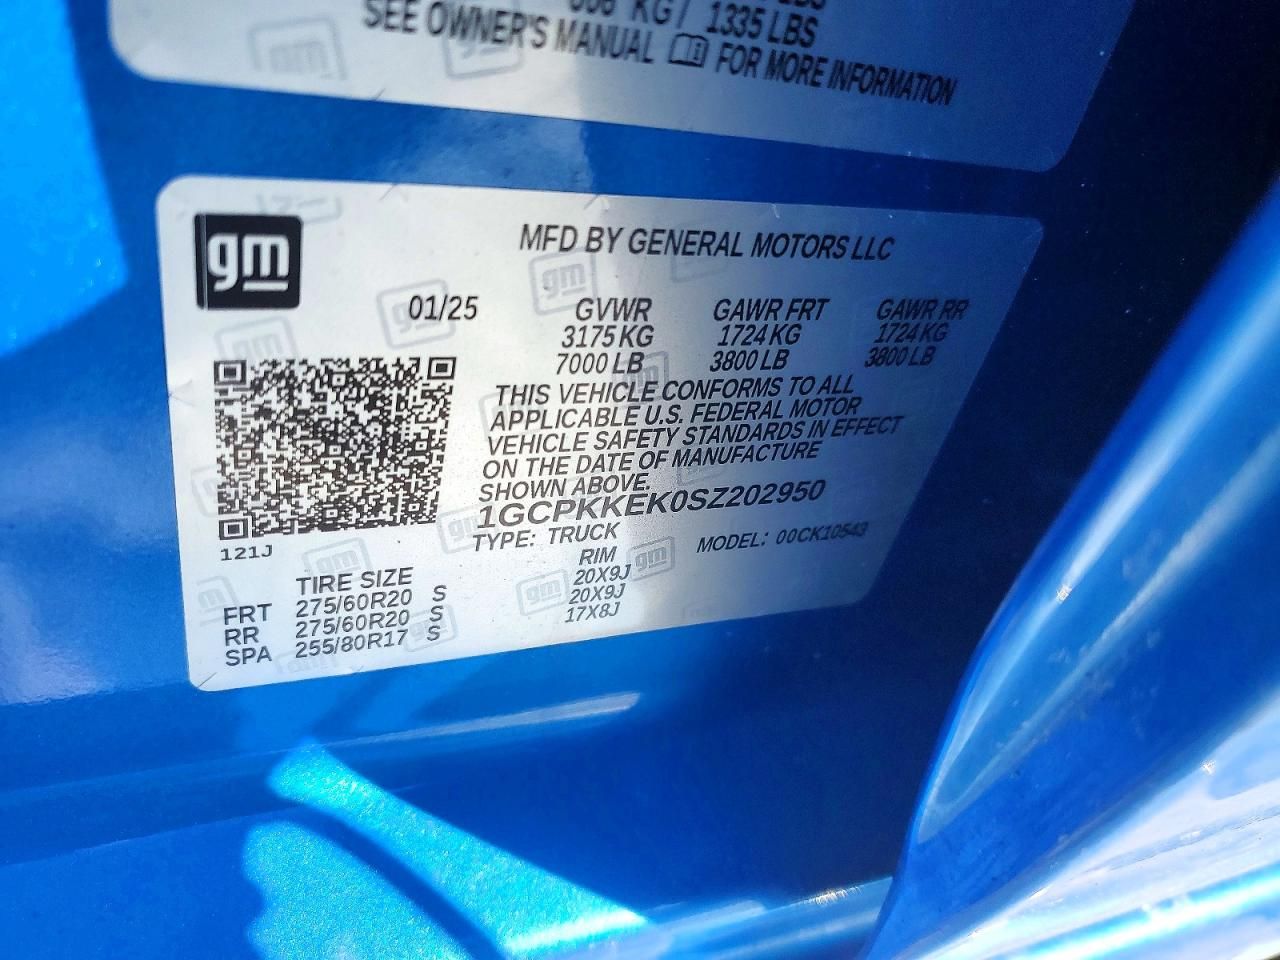 KG / 1335 LBS
SEE OWNER'S MANUAL FOR MORE INFORMATION
gm
MFD BY GENERAL MOTORS LLC
01/25 GVWR GAWR FRT GAWR RR
3175 KG 1724 KG 1724 KG
7000 LB 3800 LB 3800 LB
THIS VEHICLE CONFORMS TO ALL
APPLICABLE U.S. FEDERAL MOTOR
VEHICLE SAFETY STANDARDS IN EFFECT
ON THE DATE OF MANUFACTURE
SHOWN ABOVE.
1GCPKKEK0SZ202950
TYPE: TRUCK MODEL: 00CK10543
121J
TIRE SIZE RIM
FRT 275/60R20 S 20X9J
RR 275/60R20 S 20X9J
SPA 255/80R17 S 17X8J